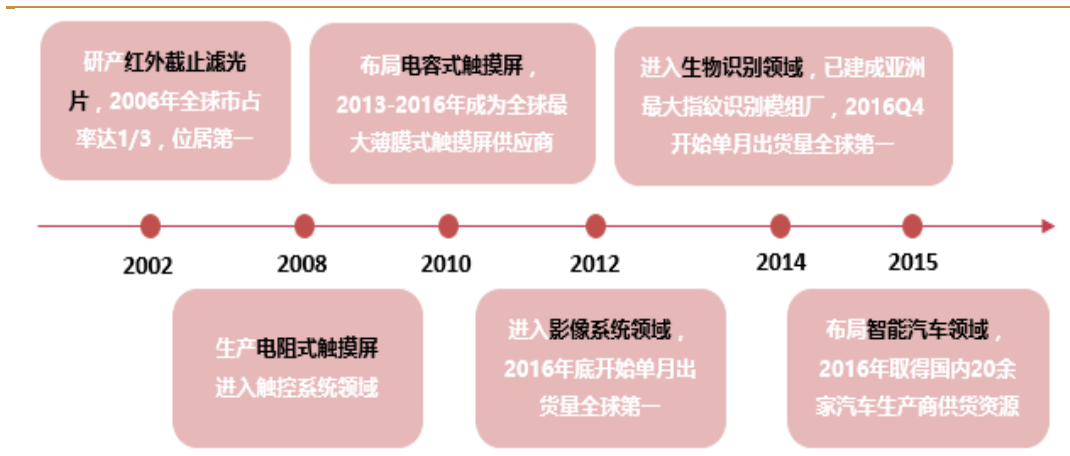 研产红外截止滤光
片，2006年全球市占
率达1/3，位居第一
布局电容式触摸屏，
2013-2016年成为全球最
大薄膜式触摸屏供应商
进入生物识别领域，已建成亚洲
最大指纹识别模组厂，2016Q4
开始单月出货量全球第一
2002
2008
2010
2012
2014
2015
生产电阻式触摸屏
进入触控系统领域
进入影像系统领域，
2016年底开始单月出
货量全球第一
布局智能汽车领域，
2016年取得国内20余
家汽车生产商供货资源